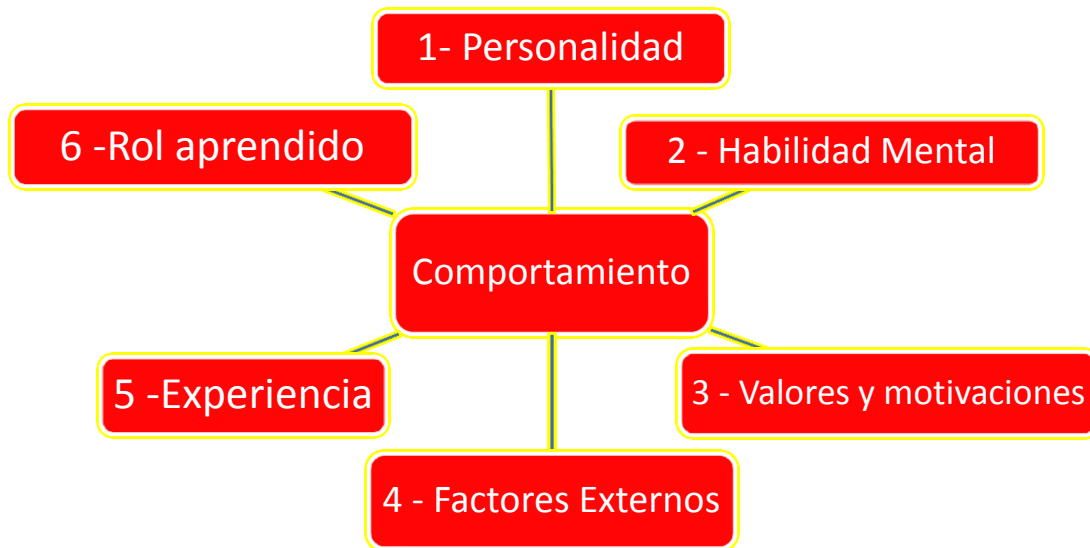 1- Personalidad
6 -Rol aprendido
2 - Habilidad Mental
Comportamiento
5 -Experiencia
3 - Valores y motivaciones
4 - Factores Externos